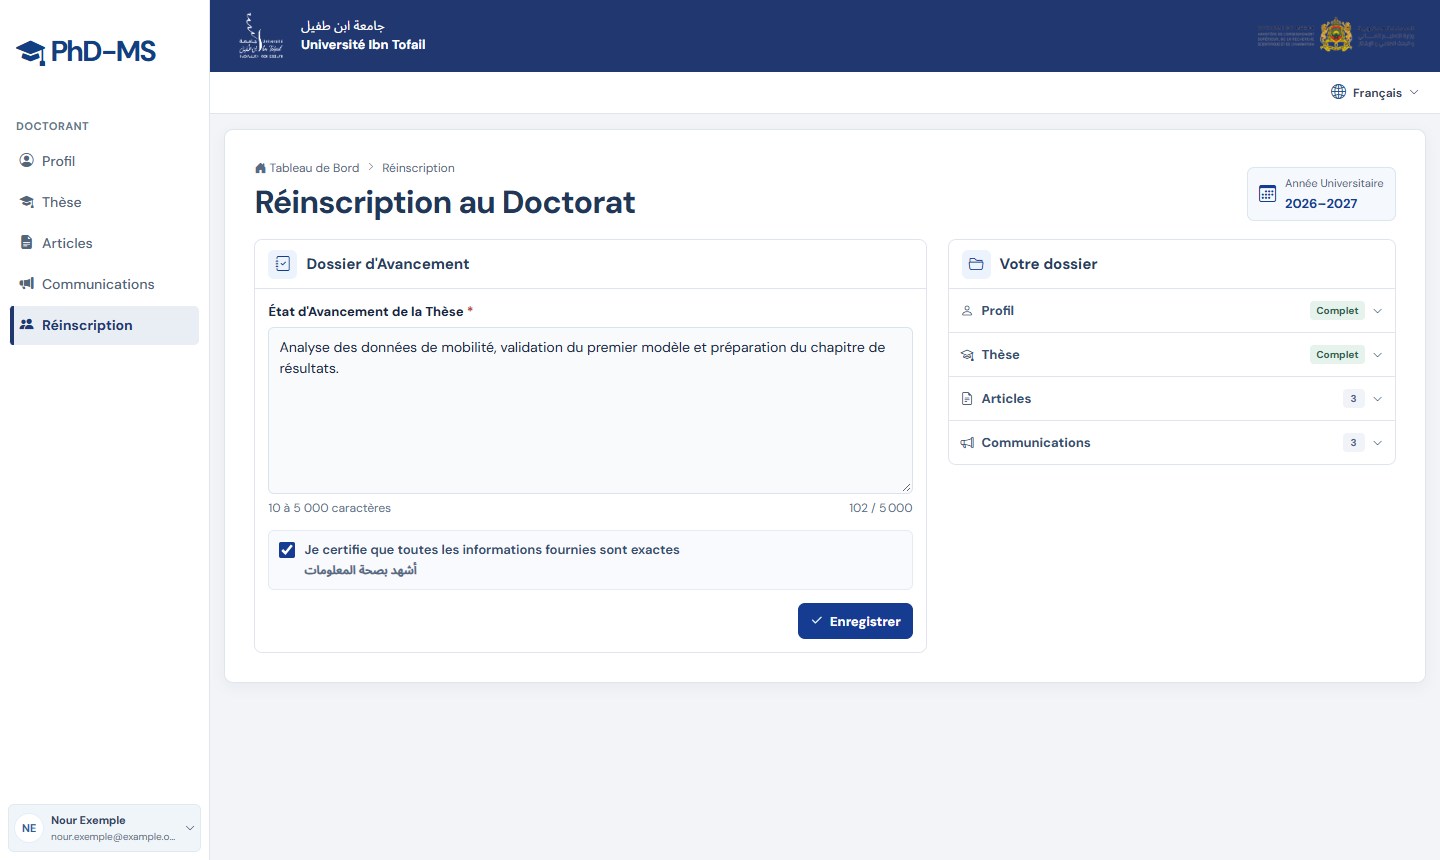 PhD-MS
DOCTORANT
Profil
Thèse
Articles
Communications
Réinscription
Nour Exemple
nour.exemple@example.o...
NE
جامعة ابن طفيل
Université Ibn Tofail
Français
Tableau de Bord
Réinscription
Réinscription au Doctorat
Année Universitaire
2026–2027
Dossier d'Avancement
État d'Avancement de la Thèse *
Analyse des données de mobilité, validation du premier modèle et préparation du chapitre de
résultats.
10 à 5 000 caractères
102 / 5 000
Je certifie que toutes les informations fournies sont exactes
أشهد بصحة المعلومات
Enregistrer
Votre dossier
Profil
Complet
Thèse
Complet
Articles
3
Communications
3